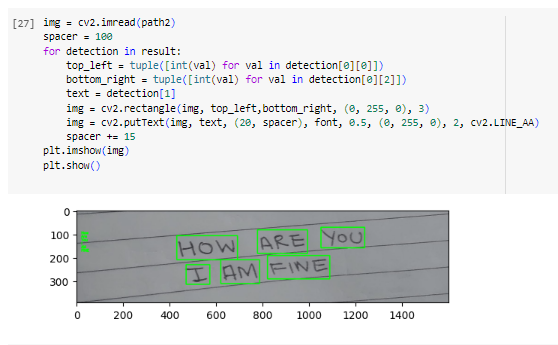 [27] img = cv2.imread(path2)
spacer = 100
for detection in result:
    top_left = tuple([int(val) for val in detection[0][0]])
    bottom_right = tuple([int(val) for val in detection[0][2]])
    text = detection[1]
    img = cv2.rectangle(img, top_left,bottom_right, (0, 255, 0), 3)
    img = cv2.putText(img, text, (20, spacer), font, 0.5, (0, 255, 0), 2, cv2.LINE_AA)
    spacer += 15
plt.imshow(img)
plt.show()
0
100
200
300
HOW ARE YOU
I AM FINE
0 200 400 600 800 1000 1200 1400